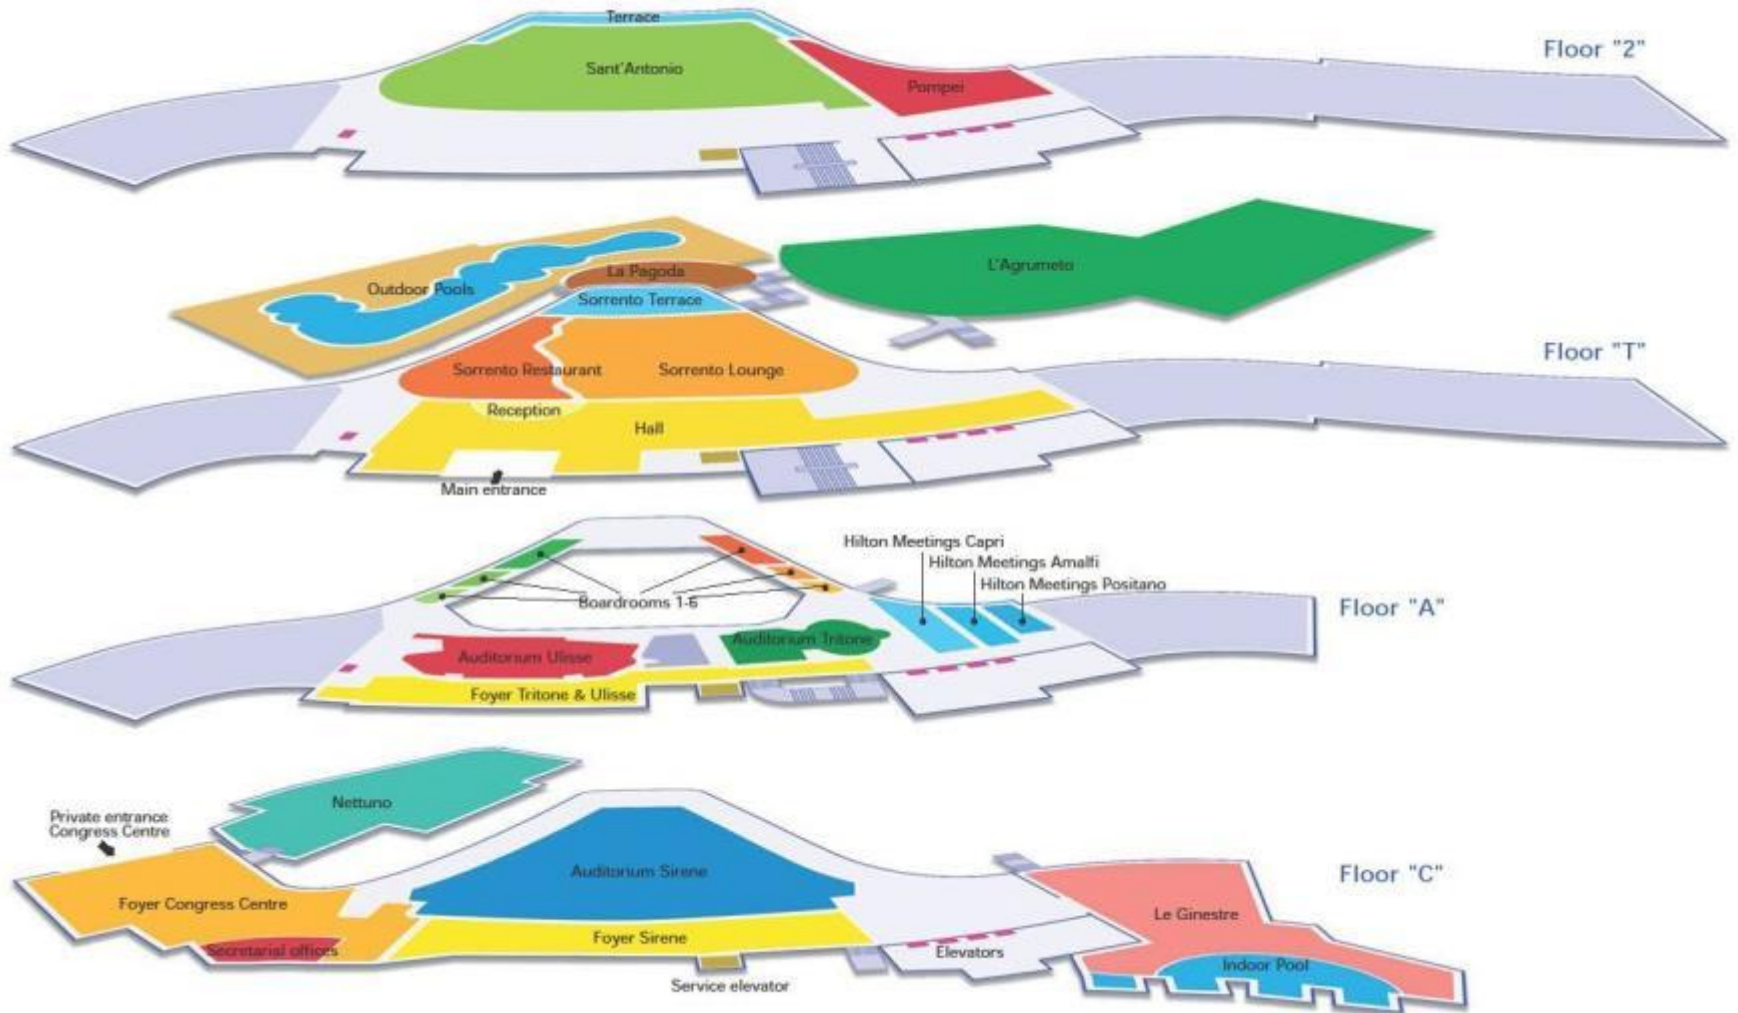 Terrace
Floor "2"
Sant'Antonio
Pompei
L'Agrumeto
La Pagoda
Outdoor Pools
Sorrento Terrace
Floor "T"
Sorrento Restaurant
Sorrento Lounge
Reception
Hall
Main entrance
Hilton Meetings Capri
Hilton Meetings Amalfi
Hilton Meetings Positano
Boardrooms 1-6
Floor "A"
Auditorium Tritone
Auditorium Ulisse
Foyer Tritone & Ulisse
Nettuno
Private entrance
Congress Centre
Auditorium Sirene
Floor "C"
Foyer Congress Centre
Le Ginestre
Foyer Sirene
Secretarial offices
Elevators
Indoor Pool
Service elevator